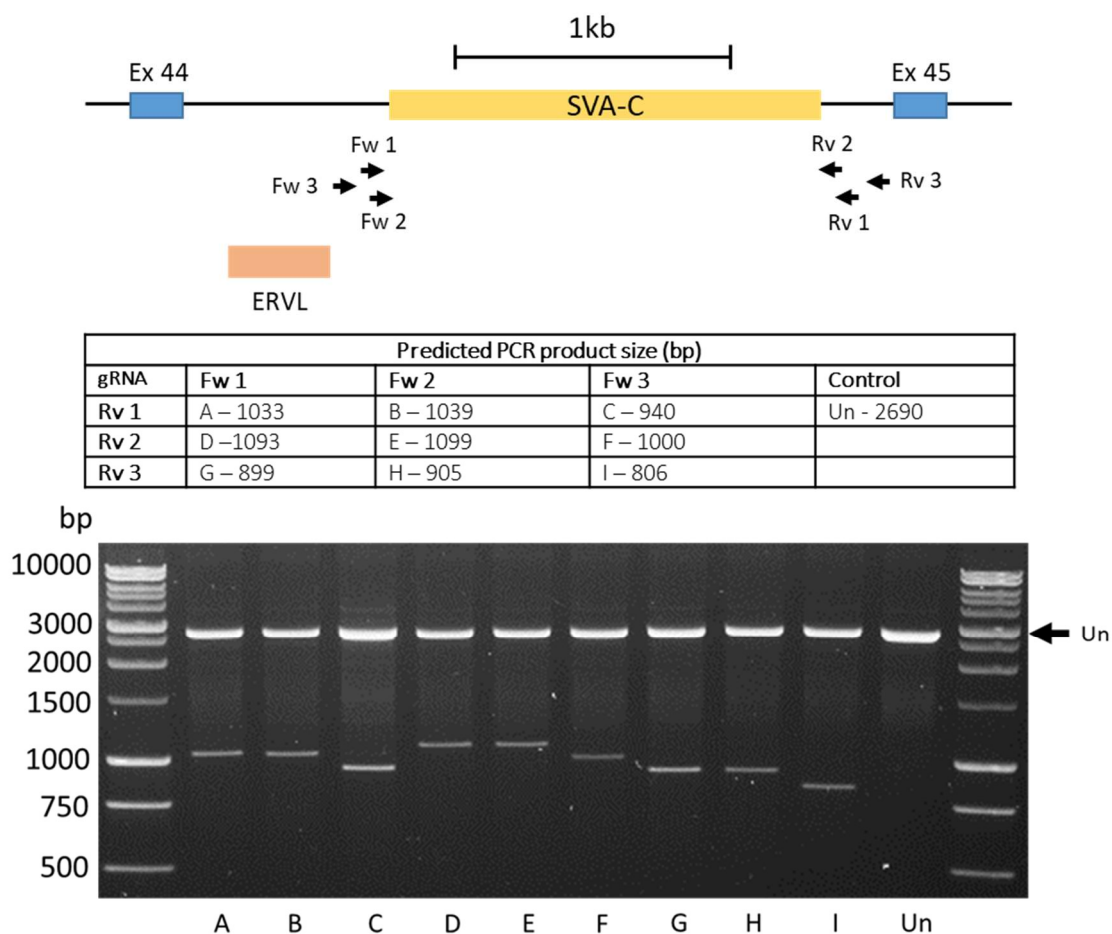 1kb
Ex 44
Ex 45
SVA-C
Fw 1
Rv 2
Fw 3
Rv 3
Fw 2
Rv 1
ERVL
Predicted PCR product size (bp)
gRNA Fw 1 Fw 2 Fw 3 Control
Rv 1 A – 1033 B – 1039 C – 940 Un - 2690
Rv 2 D –1093 E – 1099 F – 1000
Rv 3 G – 899 H – 905 I – 806
bp
10000
3000
Un
2000
1500
1000
750
500
A B C D E F G H I Un